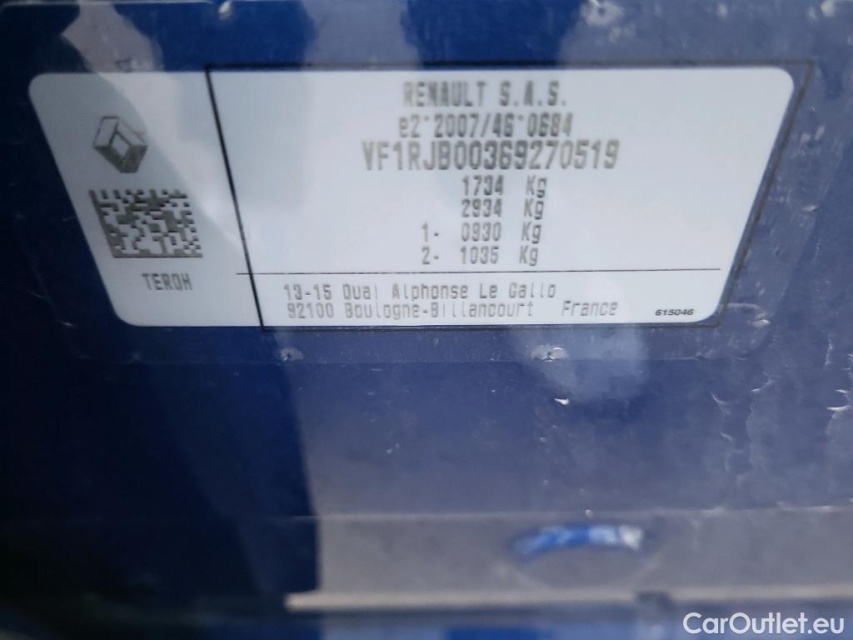 RENAULT S.A.S.
e2*2007/46*0684
VF1RJB00369270519
1734 Kg
2934 Kg
1- 0930 Kg
2- 1035 Kg
TEROH
13-15 Quai Alphonse Le Gallo
92100 Boulogne-Billancourt France
615046
CarOutlet.eu